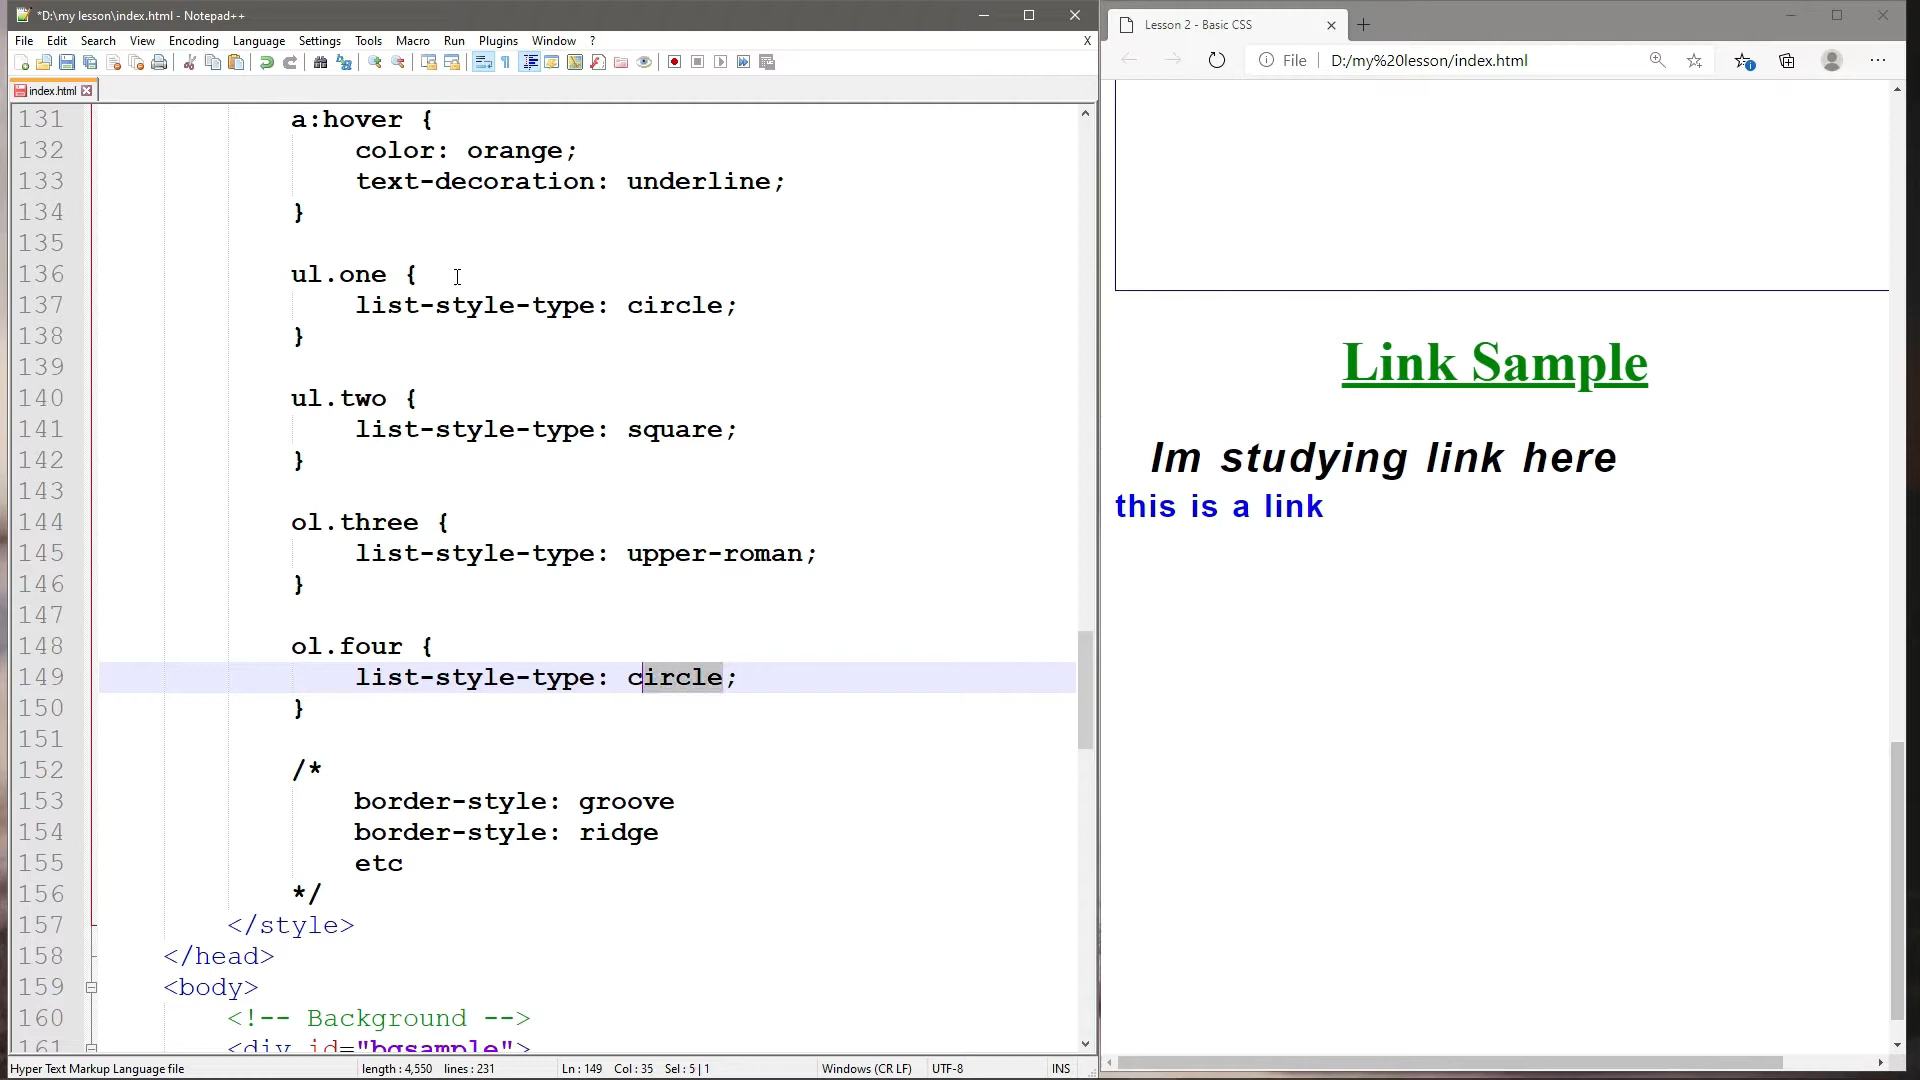 *D:\my lesson\index.html - Notepad++
File Edit Search View Encoding Language Settings Tools Macro Run Plugins Window ? X
index.html
131 a:hover {
132 color: orange;
133 text-decoration: underline;
134 }
135
136 ul.one {
137 list-style-type: circle;
138 }
139
140 ul.two {
141 list-style-type: square;
142 }
143
144 ol.three {
145 list-style-type: upper-roman;
146 }
147
148 ol.four {
149 list-style-type: circle;
150 }
151
152 /*
153 border-style: groove
154 border-style: ridge
155 etc
156 */
157 </style>
158 </head>
159 <body>
160 <!-- Background -->
161 <div id="bgsample">
Hyper Text Markup Language file length : 4,550 lines : 231 Ln : 149 Col : 35 Sel : 5 | 1 Windows (CR LF) UTF-8 INS
Lesson 2 - Basic CSS
File D:/my%20lesson/index.html
Link Sample
Im studying link here
this is a link